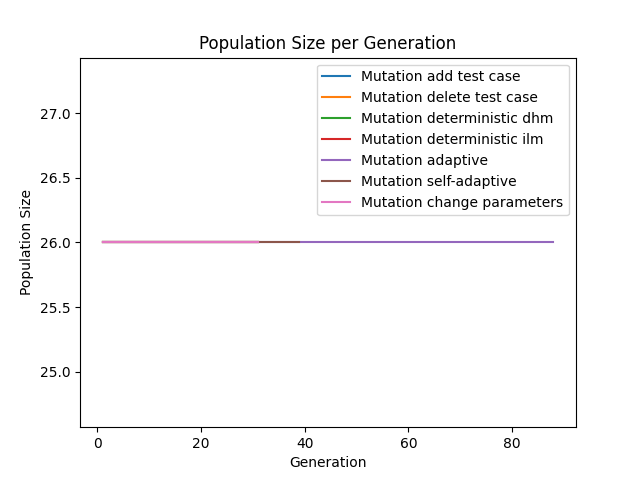 Population Size per Generation
Mutation add test case
Mutation delete test case
Mutation deterministic dhm
Mutation deterministic ilm
Mutation adaptive
Mutation self-adaptive
Mutation change parameters
Population Size
27.0
26.5
26.0
25.5
25.0
0 20 40 60 80
Generation